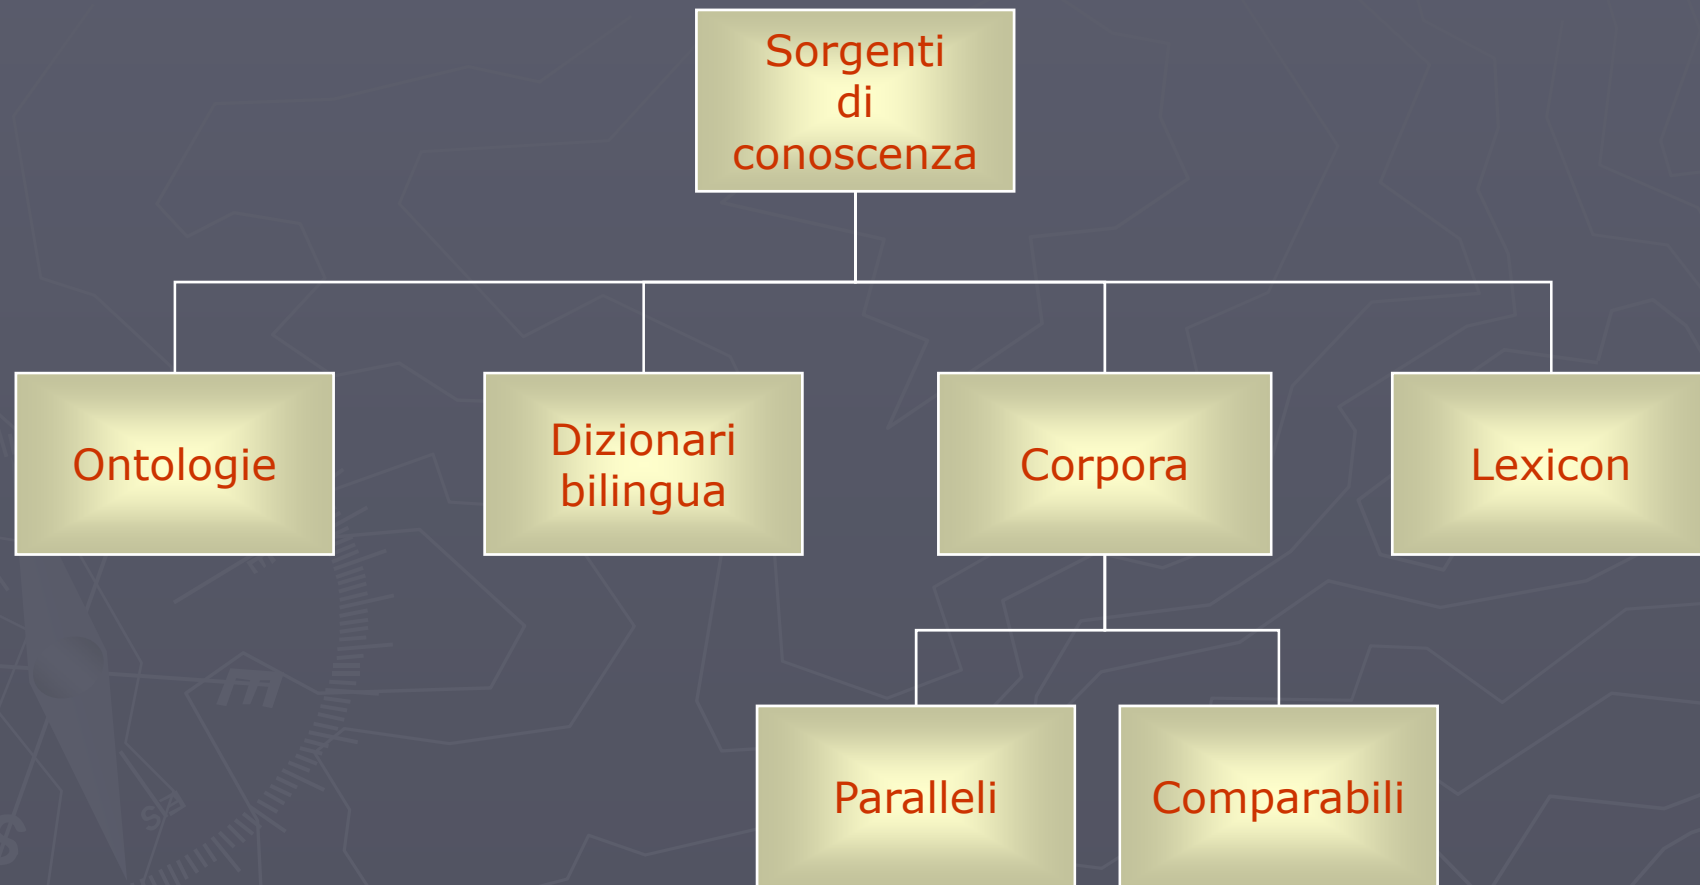 Sorgenti
di
conoscenza
Ontologie
Dizionari
bilingua
Corpora
Lexicon
Paralleli
Comparabili